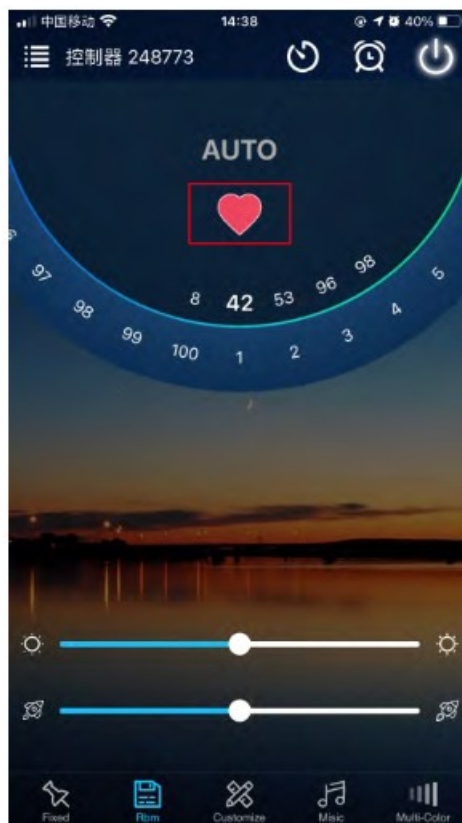 中国移动 14:38 40%
控制器 248773
AUTO
8 42 53 96 98
97 98 99 100 1 2 3 4 5
Fixed Rbm Customize Misic Multi-Color